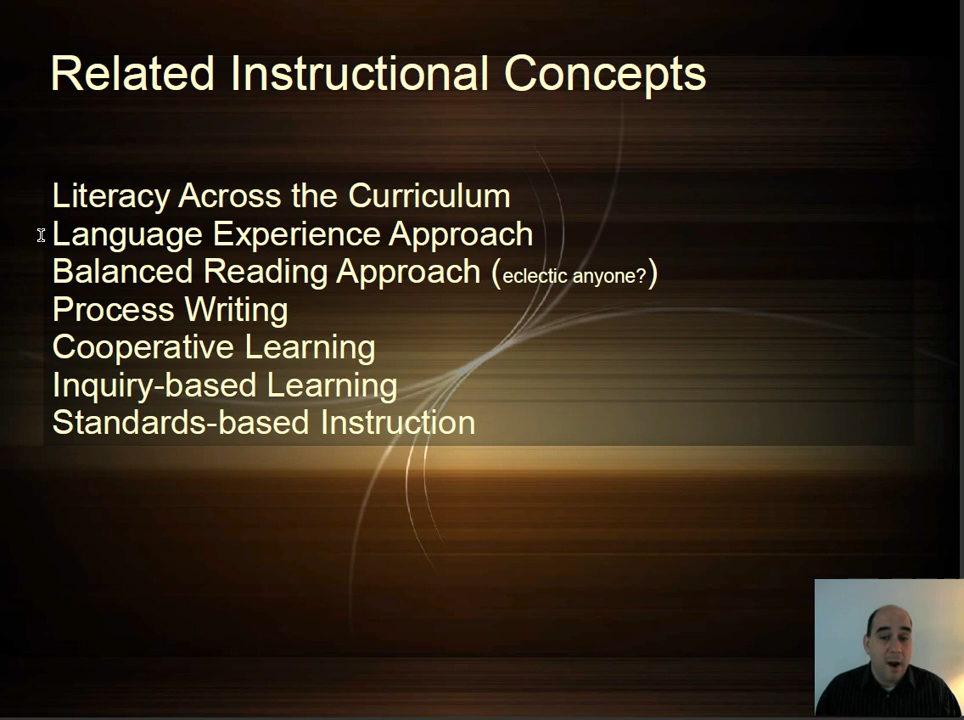 Related Instructional Concepts
Literacy Across the Curriculum
Language Experience Approach
Balanced Reading Approach (eclectic anyone?)
Process Writing
Cooperative Learning
Inquiry-based Learning
Standards-based Instruction